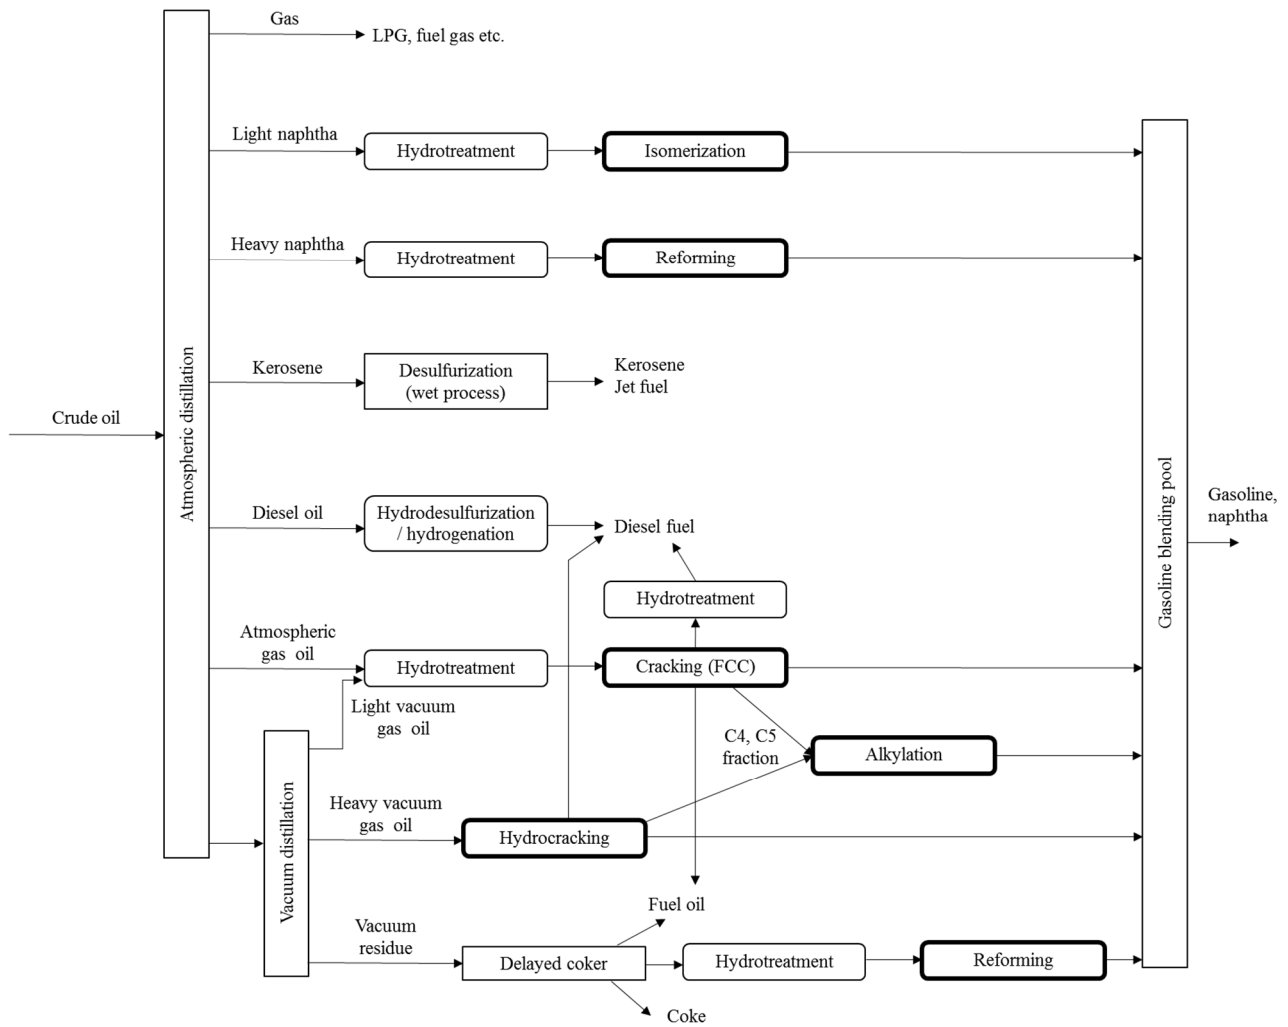 Gas
LPG, fuel gas etc.
Light naphtha
Hydrotreatment
Isomerization
Heavy naphtha
Hydrotreatment
Reforming
Kerosene
Desulfurization
(wet process)
Kerosene
Jet fuel
Crude oil
Atmospheric distillation
Diesel oil
Hydrodesulfurization
/ hydrogenation
Diesel fuel
Gasoline blending pool
Gasoline,
naphtha
Hydrotreatment
Atmospheric
gas oil
Hydrotreatment
Cracking (FCC)
Light vacuum
gas oil
C4, C5
fraction
Alkylation
Vacuum distillation
Heavy vacuum
gas oil
Hydrocracking
Fuel oil
Vacuum
residue
Delayed coker
Hydrotreatment
Reforming
Coke